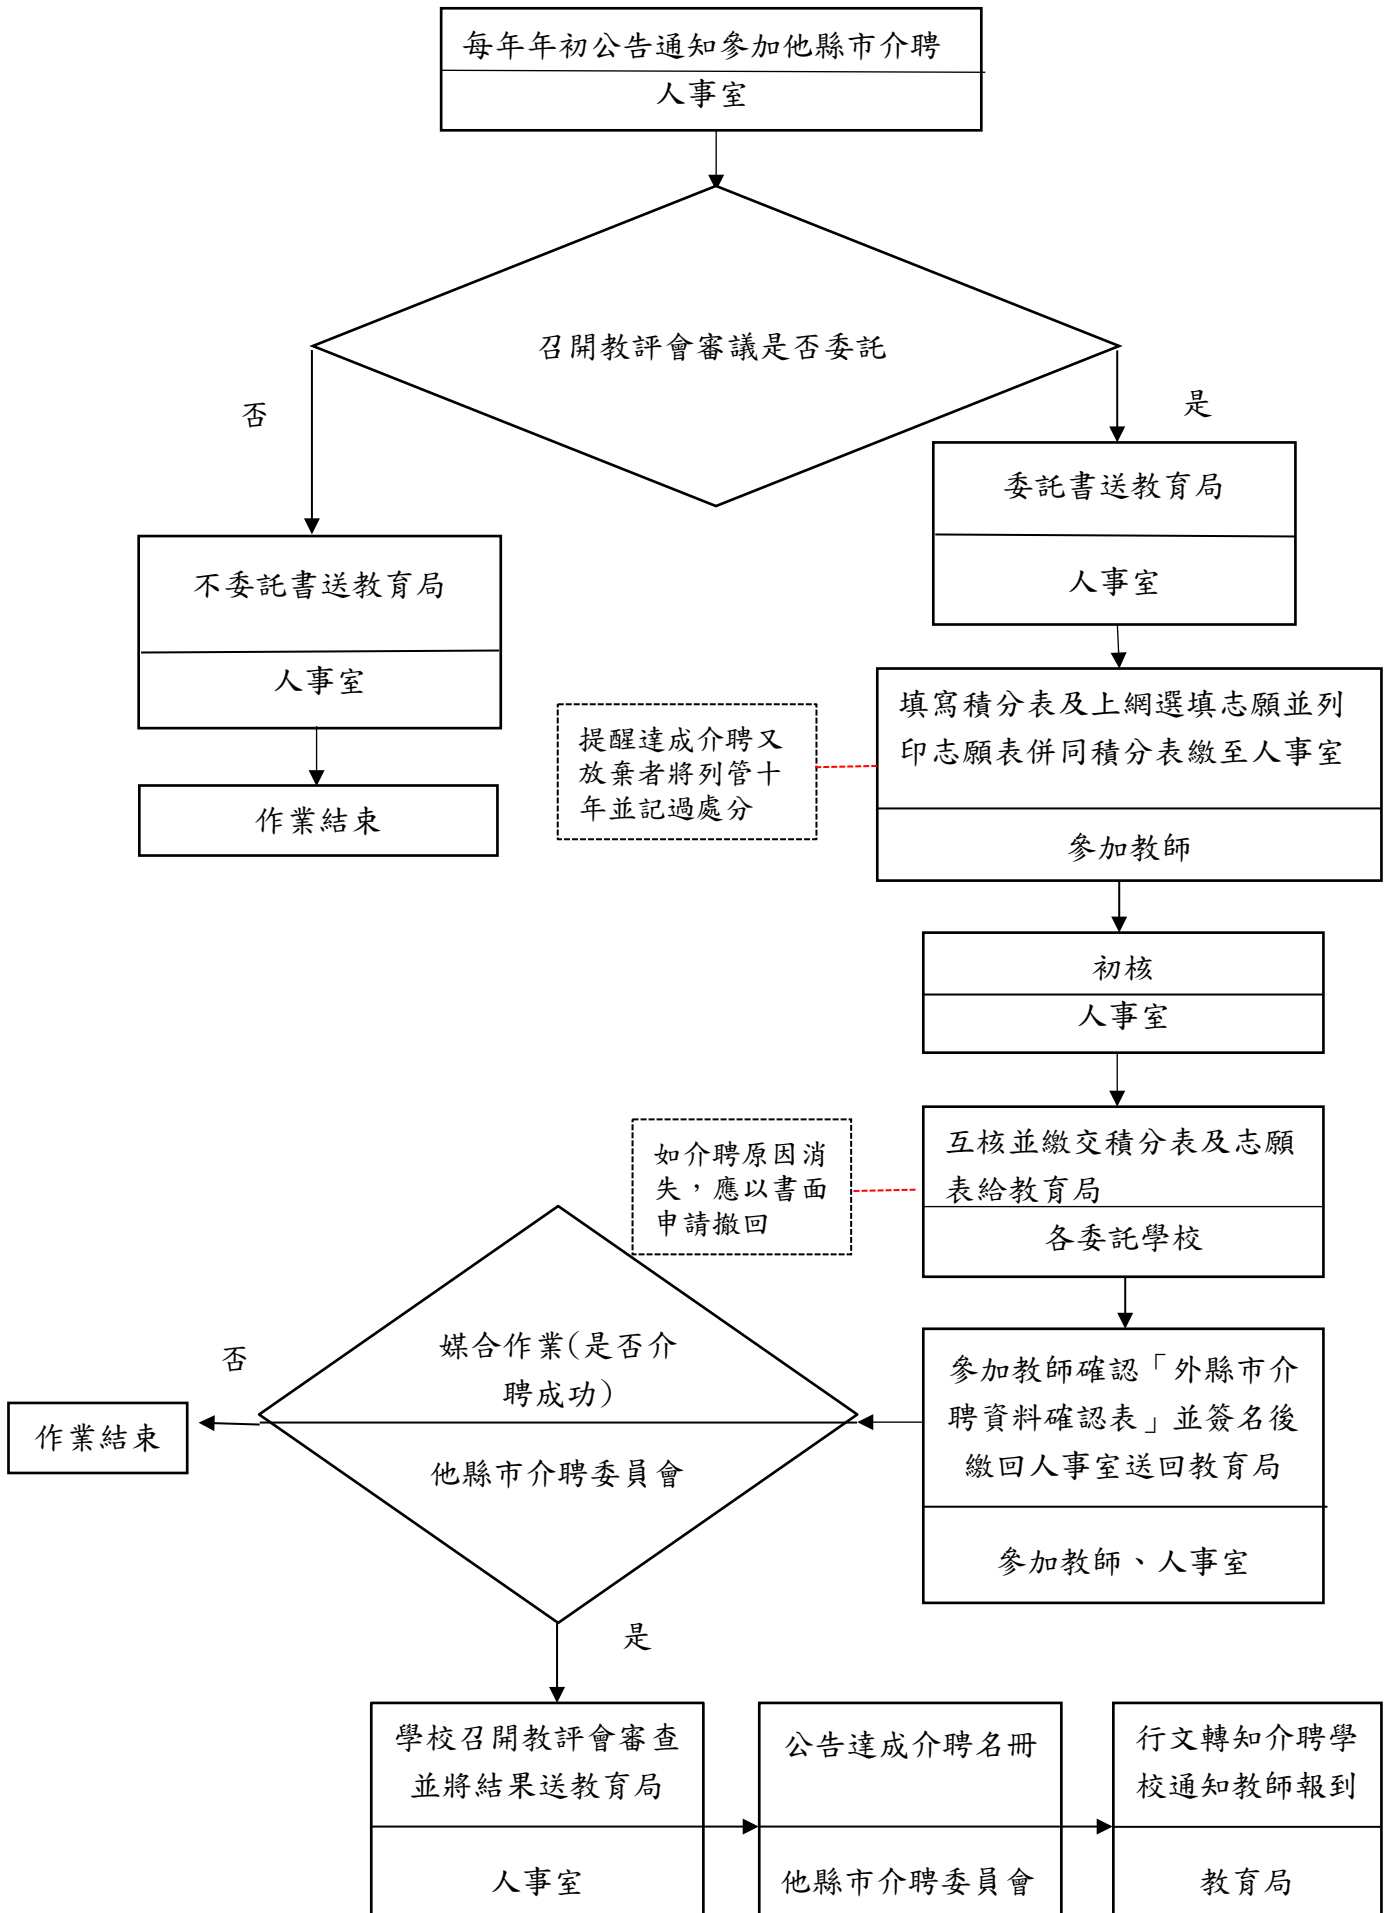 每年年初公告通知參加他縣市介聘
人事室
召開教評會審議是否委託
否
是
委託書送教育局
人事室
不委託書送教育局
人事室
作業結束
填寫積分表及上網選填志願並列
印志願表併同積分表繳至人事室
參加教師
提醒達成介聘又
放棄者將列管十
年並記過處分
初核
人事室
互核並繳交積分表及志願
表給教育局
各委託學校
如介聘原因消
失，應以書面
申請撤回
參加教師確認「外縣市介
聘資料確認表」並簽名後
繳回人事室送回教育局
參加教師、人事室
媒合作業(是否介
聘成功)
他縣市介聘委員會
否
作業結束
是
學校召開教評會審查
並將結果送教育局
人事室
公告達成介聘名冊
他縣市介聘委員會
行文轉知介聘學
校通知教師報到
教育局